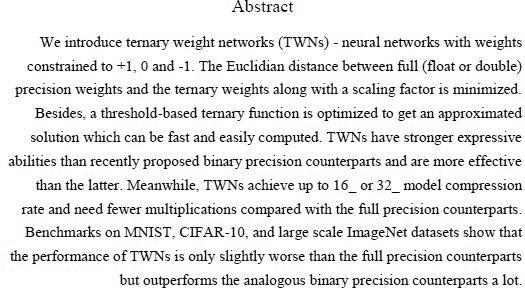 Abstract
We introduce ternary weight networks (TWNs) - neural networks with weights
constrained to +1, 0 and -1. The Euclidian distance between full (float or double)
precision weights and the ternary weights along with a scaling factor is minimized.
Besides, a threshold-based ternary function is optimized to get an approximated
solution which can be fast and easily computed. TWNs have stronger expressive
abilities than recently proposed binary precision counterparts and are more effective
than the latter. Meanwhile, TWNs achieve up to 16_ or 32_ model compression
rate and need fewer multiplications compared with the full precision counterparts.
Benchmarks on MNIST, CIFAR-10, and large scale ImageNet datasets show that
the performance of TWNs is only slightly worse than the full precision counterparts
but outperforms the analogous binary precision counterparts a lot.